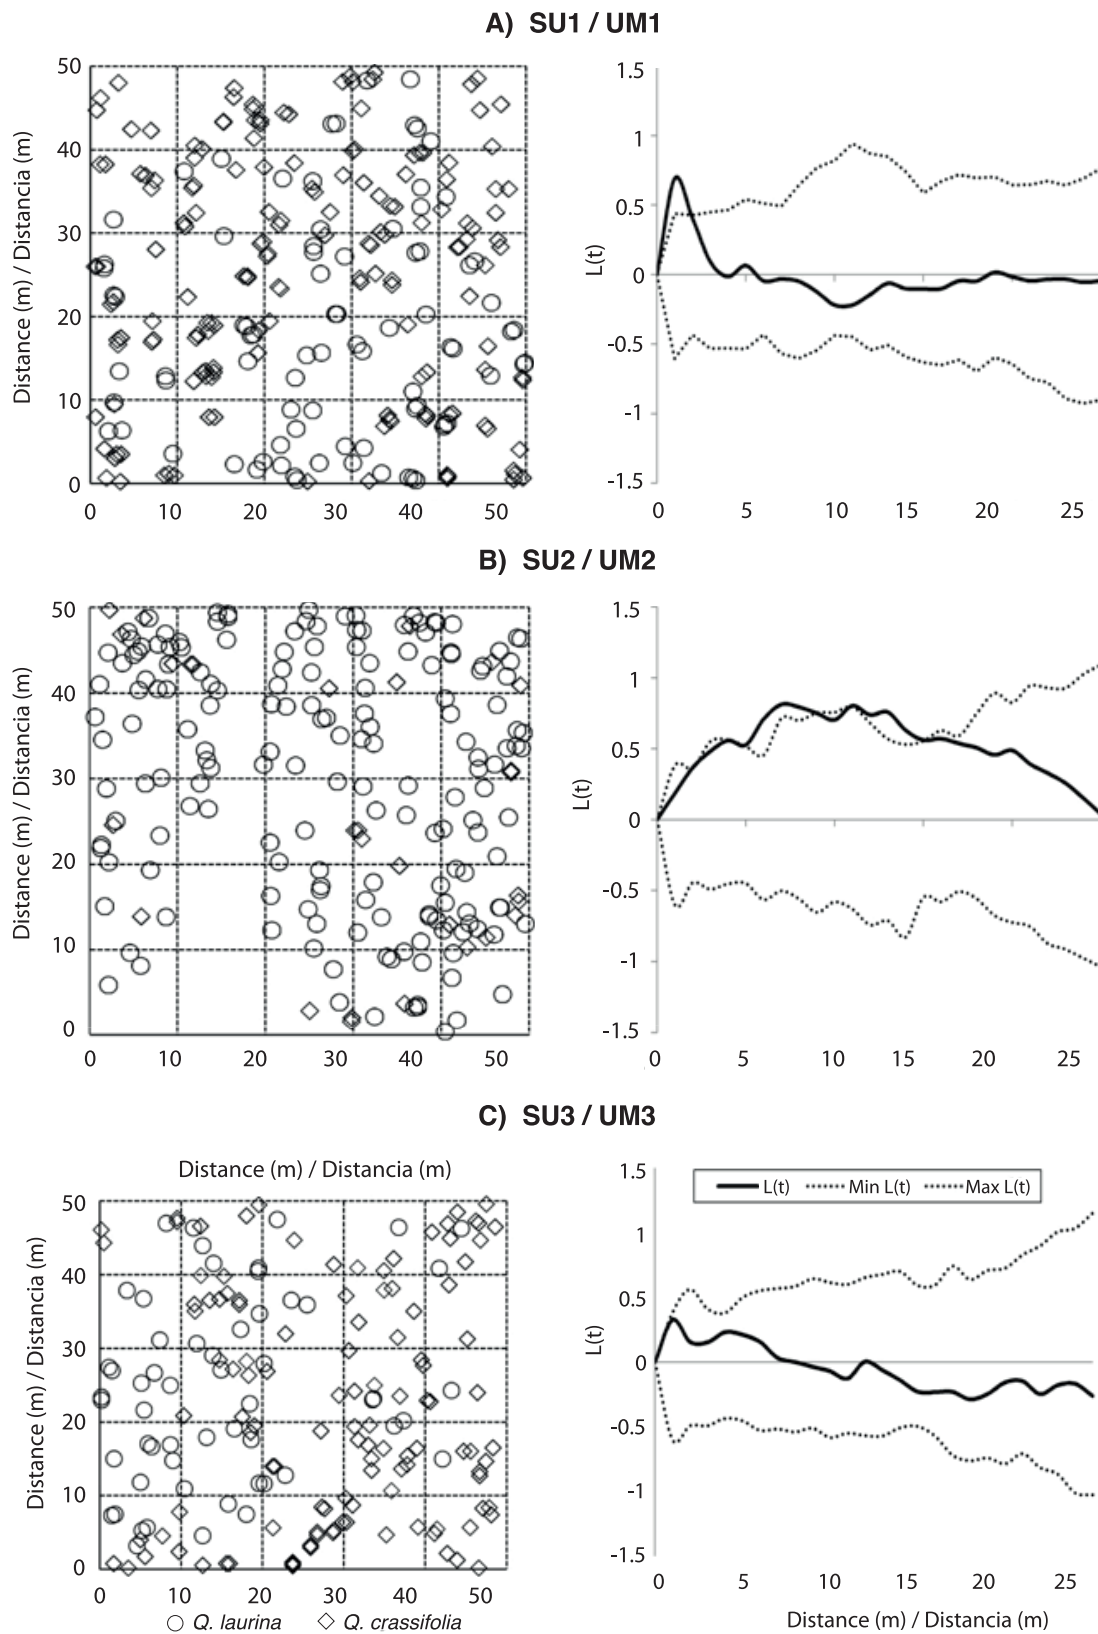 A) SU1 / UM1
Distance (m) / Distancia (m)
50
40
30
20
10
0
0 10 20 30 40 50
L(t)
1.5
1
0.5
0
-0.5
-1
-1.5
0 5 10 15 20 25
B) SU2 / UM2
Distance (m) / Distancia (m)
50
40
30
20
10
0
0 10 20 30 40 50
L(t)
1.5
1
0.5
0
-0.5
-1
-1.5
0 5 10 15 20 25
C) SU3 / UM3
Distance (m) / Distancia (m)
Distance (m) / Distancia (m)
50
40
30
20
10
0
0 10 20 30 40 50
Q. laurina Q. crassifolia
L(t) Min L(t) Max L(t)
L(t)
1.5
1
0.5
0
-0.5
-1
-1.5
0 5 10 15 20 25
Distance (m) / Distancia (m)